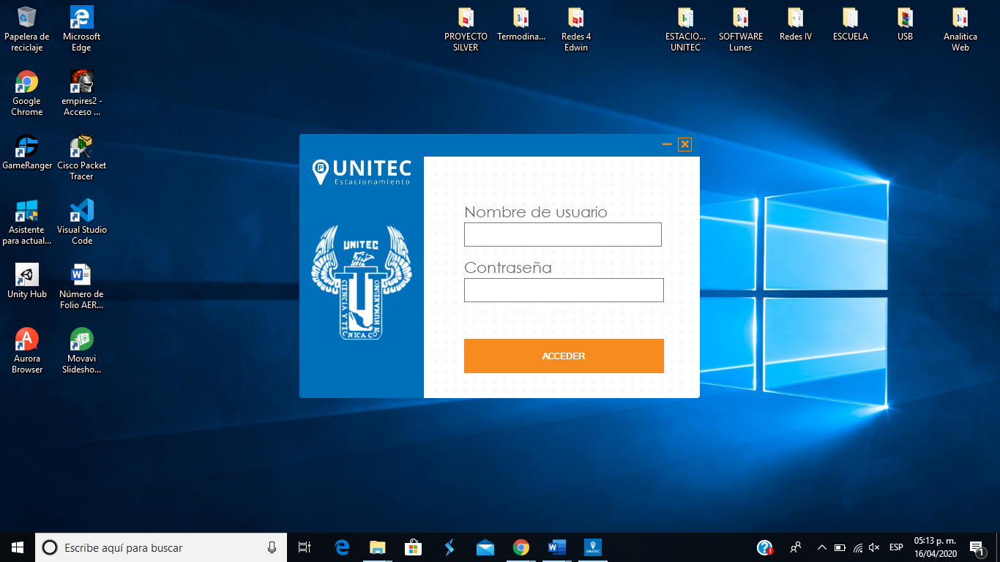 Papelera de
reciclaje
Microsoft
Edge
PROYECTO
SILVER
Termodina...
Redes 4
Edwin
ESTACIO...
UNITEC
SOFTWARE
Lunes
Redes IV
ESCUELA
USB
Analitica
Web
Google
Chrome
empires2 -
Acceso ...
GameRanger
Cisco Packet
Tracer
Asistente
para actual...
Visual Studio
Code
Unity Hub
Número de
Folio AER...
Aurora
Browser
Movavi
Slidesho...
P UNITEC
Estacionamiento
UNITEC
CIENCIA Y TECNICA CON HUMANISMO
Nombre de usuario
Contraseña
ACCEDER
Escribe aquí para buscar
UNITEC
ESP
05:13 p. m.
16/04/2020
1